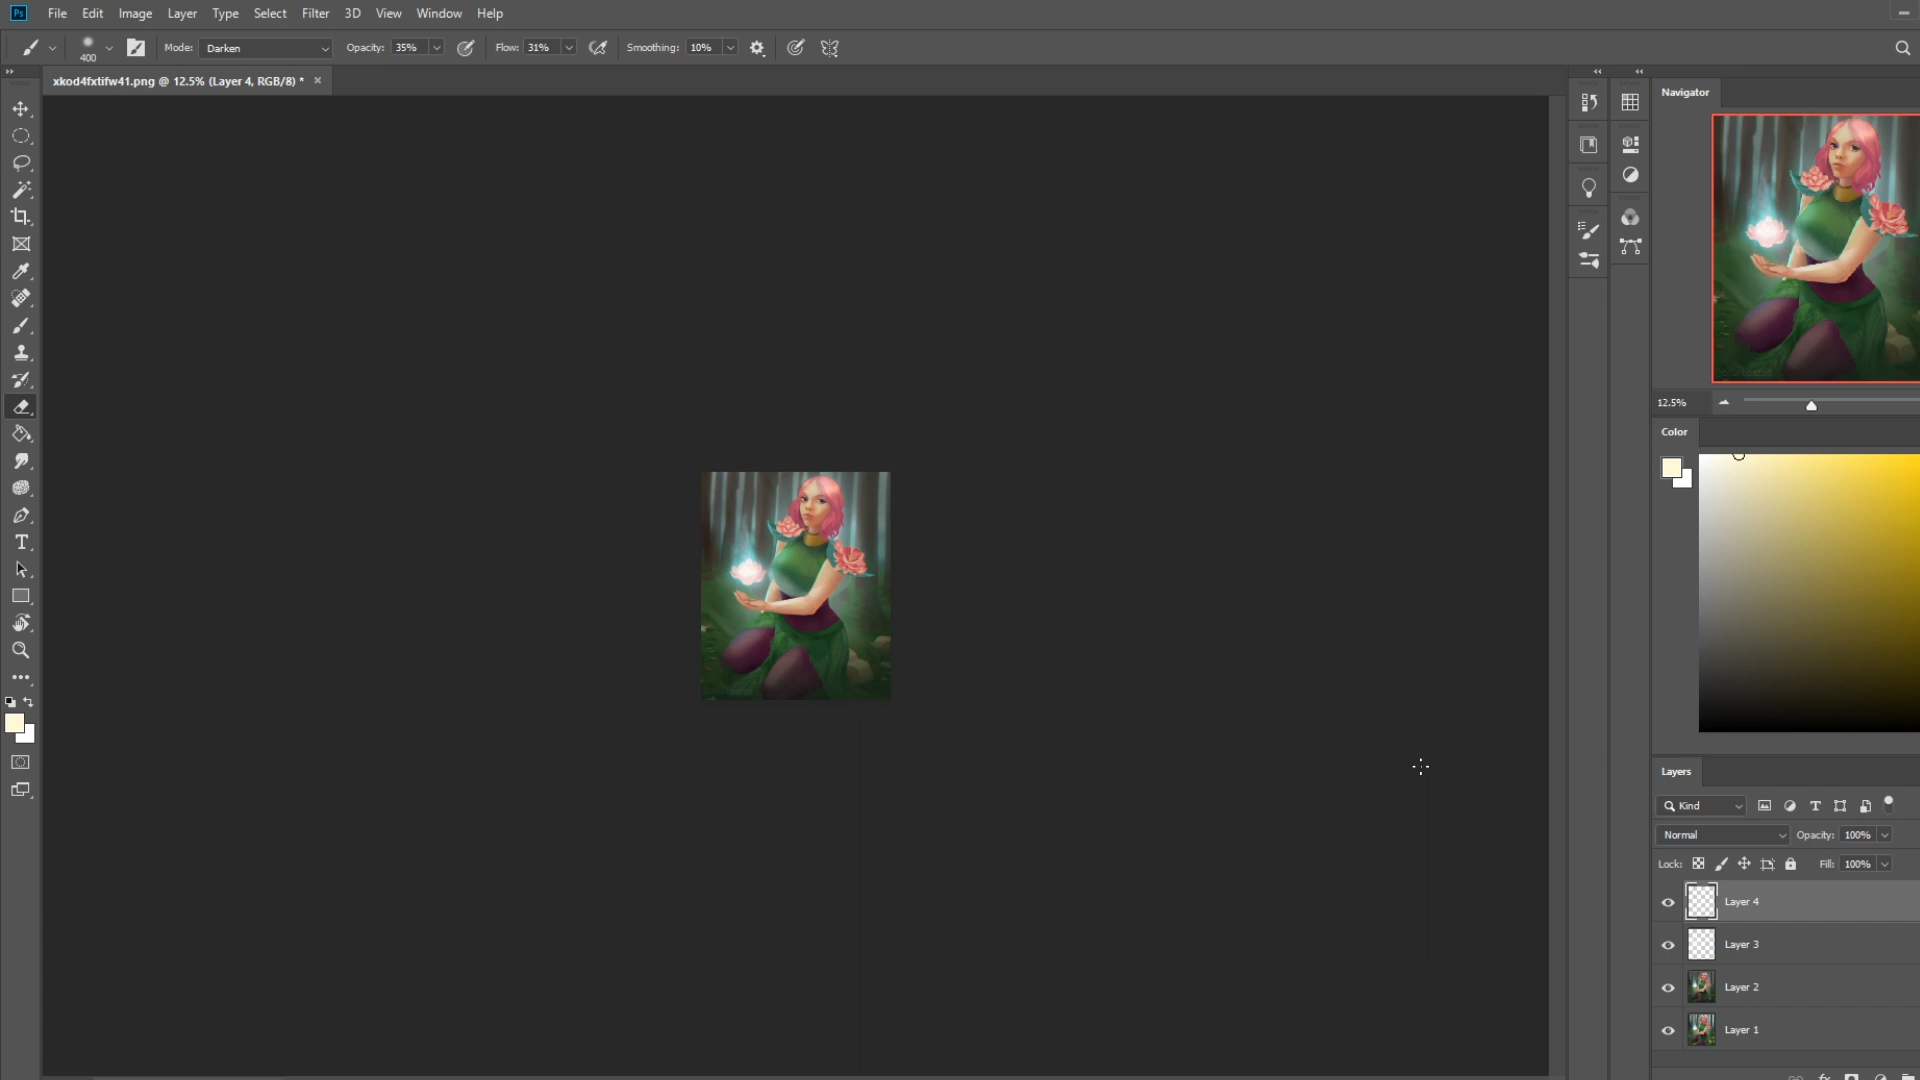 Ps File Edit Image Layer Type Select Filter 3D View Window Help
400 Mode: Darken Opacity: 35% Flow: 31% Smoothing: 10%
xkod4fxtifw41.png @ 12.5% (Layer 4, RGB/8) *
Navigator
12.5%
Color
Layers
Kind
Normal Opacity: 100%
Lock: Fill: 100%
Layer 4
Layer 3
Layer 2
Layer 1